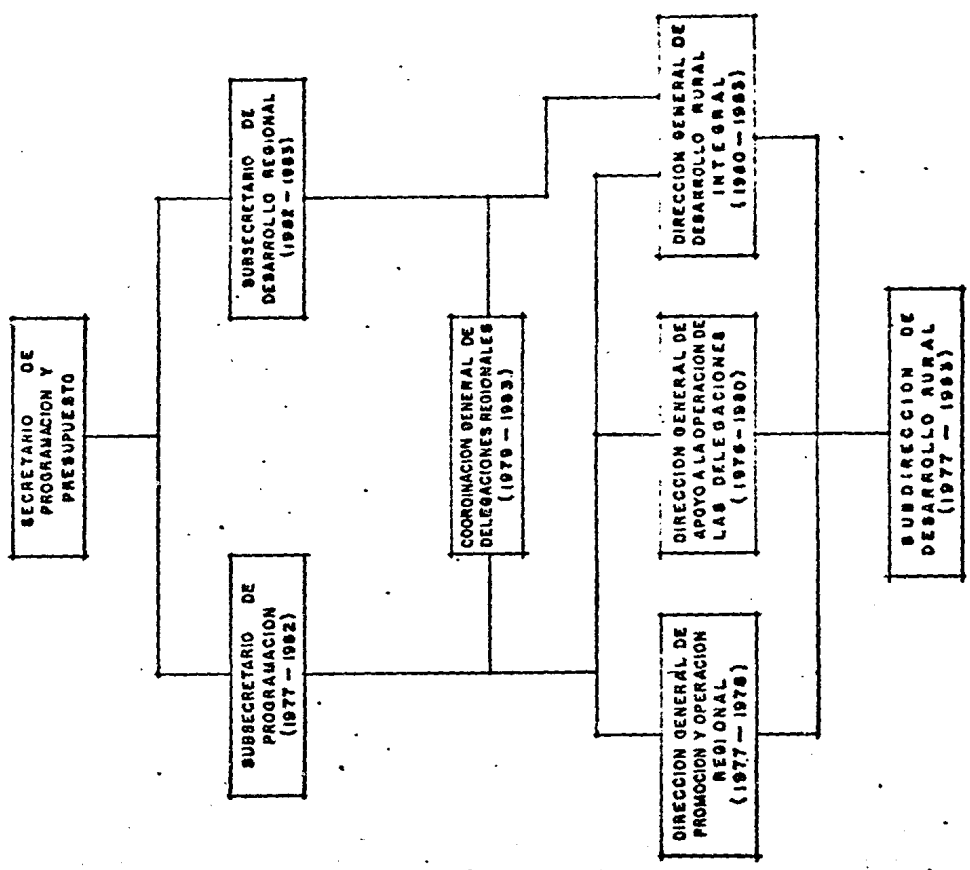 SECRETARIO DE
PROGRAMACION Y
PRESUPUESTO
SUBSECRETARIO DE
PROGRAMACION
(1977 - 1982)
SUBSECRETARIO DE
DESARROLLO REGIONAL
(1982 - 1983)
COORDINACION GENERAL DE
DELEGACIONES REGIONALES
(1979 - 1983)
DIRECCION GENERAL DE
PROMOCION Y OPERACION
REGIONAL
(1977 - 1978)
DIRECCION GENERAL DE
APOYO A LA OPERACION DE
LAS DELEGACIONES
(1978 - 1980)
DIRECCION GENERAL DE
DESARROLLO RURAL
INTEGRAL
(1980 - 1983)
SUBDIRECCION DE
DESARROLLO RURAL
(1977 - 1983)